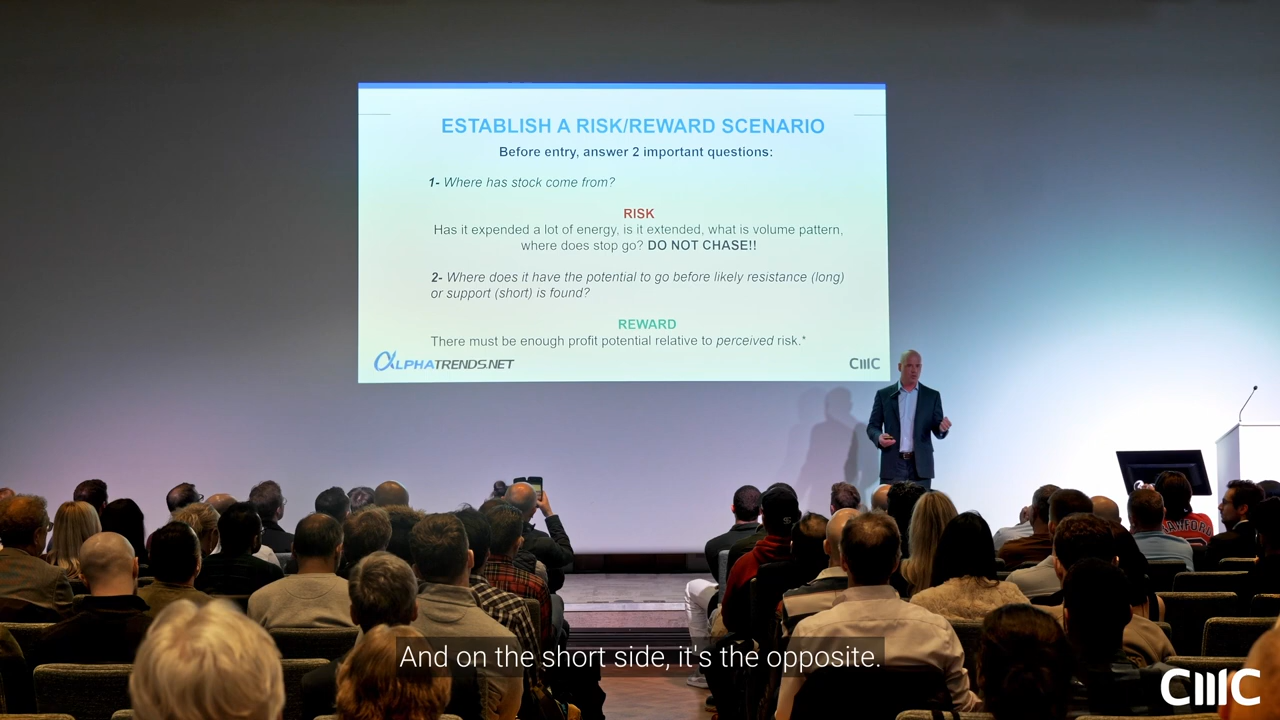 ESTABLISH A RISK/REWARD SCENARIO
Before entry, answer 2 important questions:
1- Where has stock come from?
RISK
Has it expended a lot of energy, is it extended, what is volume pattern,
where does stop go? DO NOT CHASE!!
2- Where does it have the potential to go before likely resistance (long)
or support (short) is found?
REWARD
There must be enough profit potential relative to perceived risk.*
ALPHATRENDS.NET
CMC
And on the short side, it's the opposite.
CMC